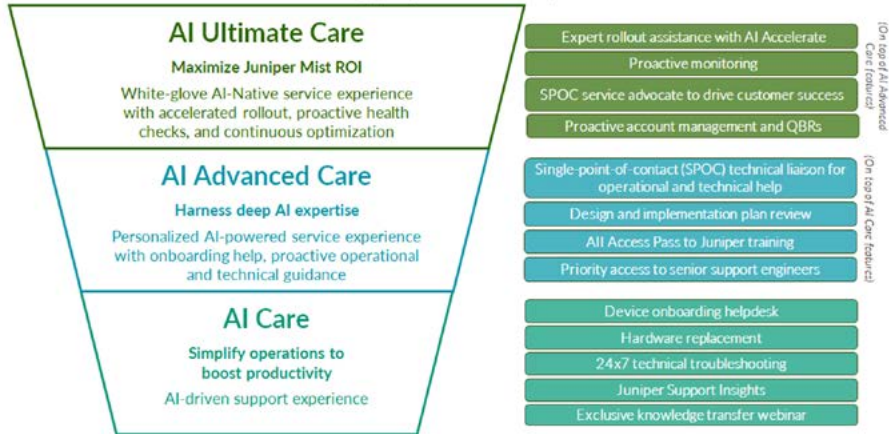 AI Ultimate Care
Maximize Juniper Mist ROI
White-glove AI-Native service experience
with accelerated rollout, proactive health
checks, and continuous optimization
Expert rollout assistance with AI Accelerate
Proactive monitoring
SPOC service advocate to drive customer success
Proactive account management and QBRs
(On top of AI Advanced
Care features)
AI Advanced Care
Harness deep AI expertise
Personalized AI-powered service experience
with onboarding help, proactive operational
and technical guidance
Single-point-of-contact (SPOC) technical liaison for
operational and technical help
Design and implementation plan review
All Access Pass to Juniper training
Priority access to senior support engineers
(On top of AI Care features)
AI Care
Simplify operations to
boost productivity
AI-driven support experience
Device onboarding helpdesk
Hardware replacement
24x7 technical troubleshooting
Juniper Support Insights
Exclusive knowledge transfer webinar